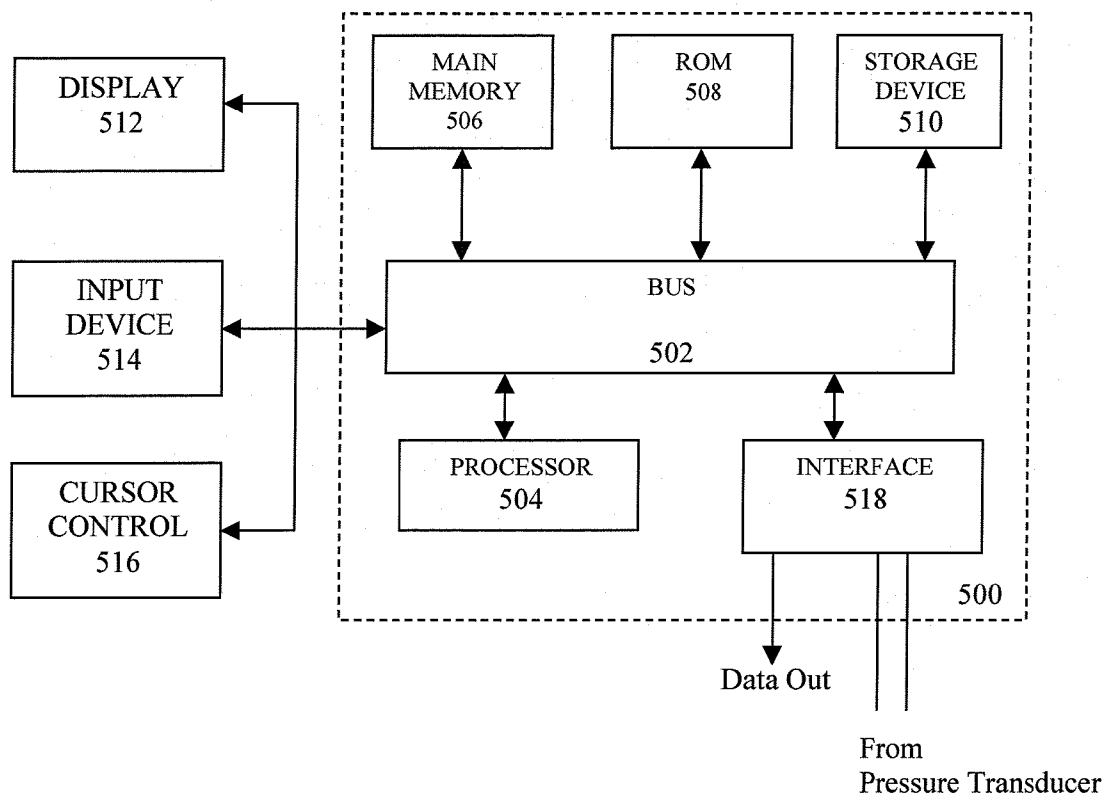 DISPLAY
512
INPUT
DEVICE
514
CURSOR
CONTROL
516
MAIN
MEMORY
506
ROM
508
STORAGE
DEVICE
510
BUS
502
PROCESSOR
504
INTERFACE
518
500
Data Out
From
Pressure Transducer